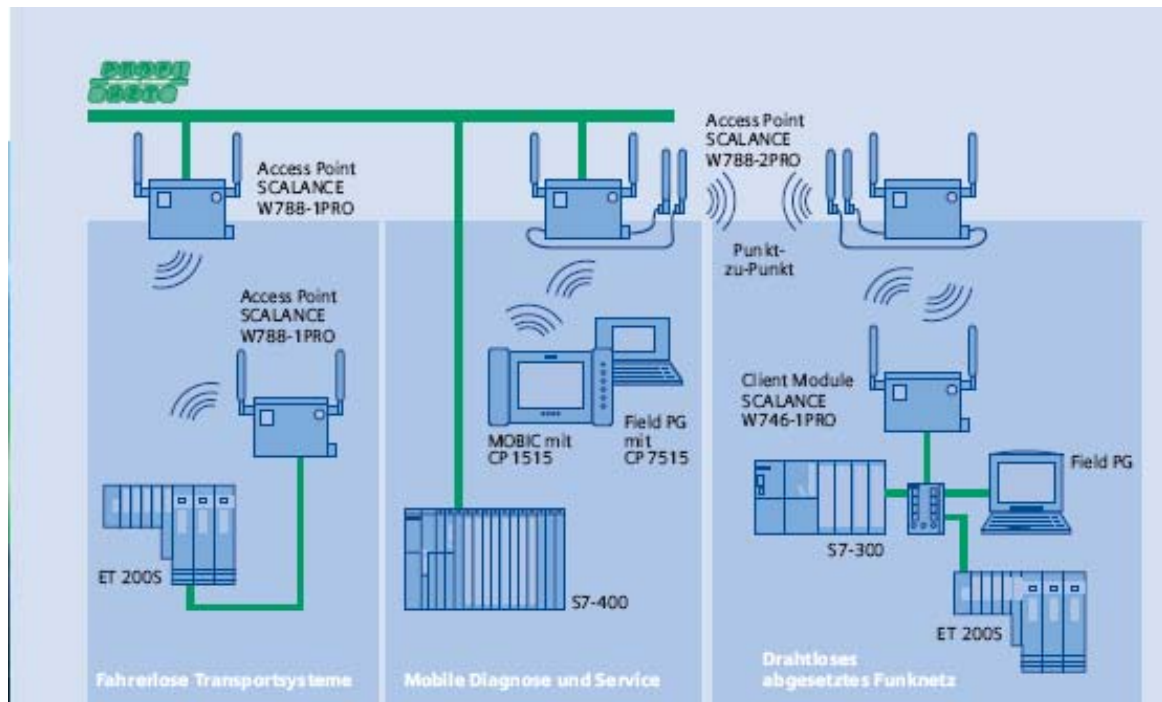 Access Point
SCALANCE
W788-1PRO
Access Point
SCALANCE
W788-1PRO
ET 200S
Fahrerlose Transportsysteme
Access Point
SCALANCE
W788-2PRO
Punkt-
zu-Punkt
MOBIC mit
CP 1515
Field PG
mit
CP 7515
S7-400
Mobile Diagnose und Service
Client Module
SCALANCE
W746-1PRO
Field PG
S7-300
ET 200S
Drahtloses
abgesetztes Funknetz